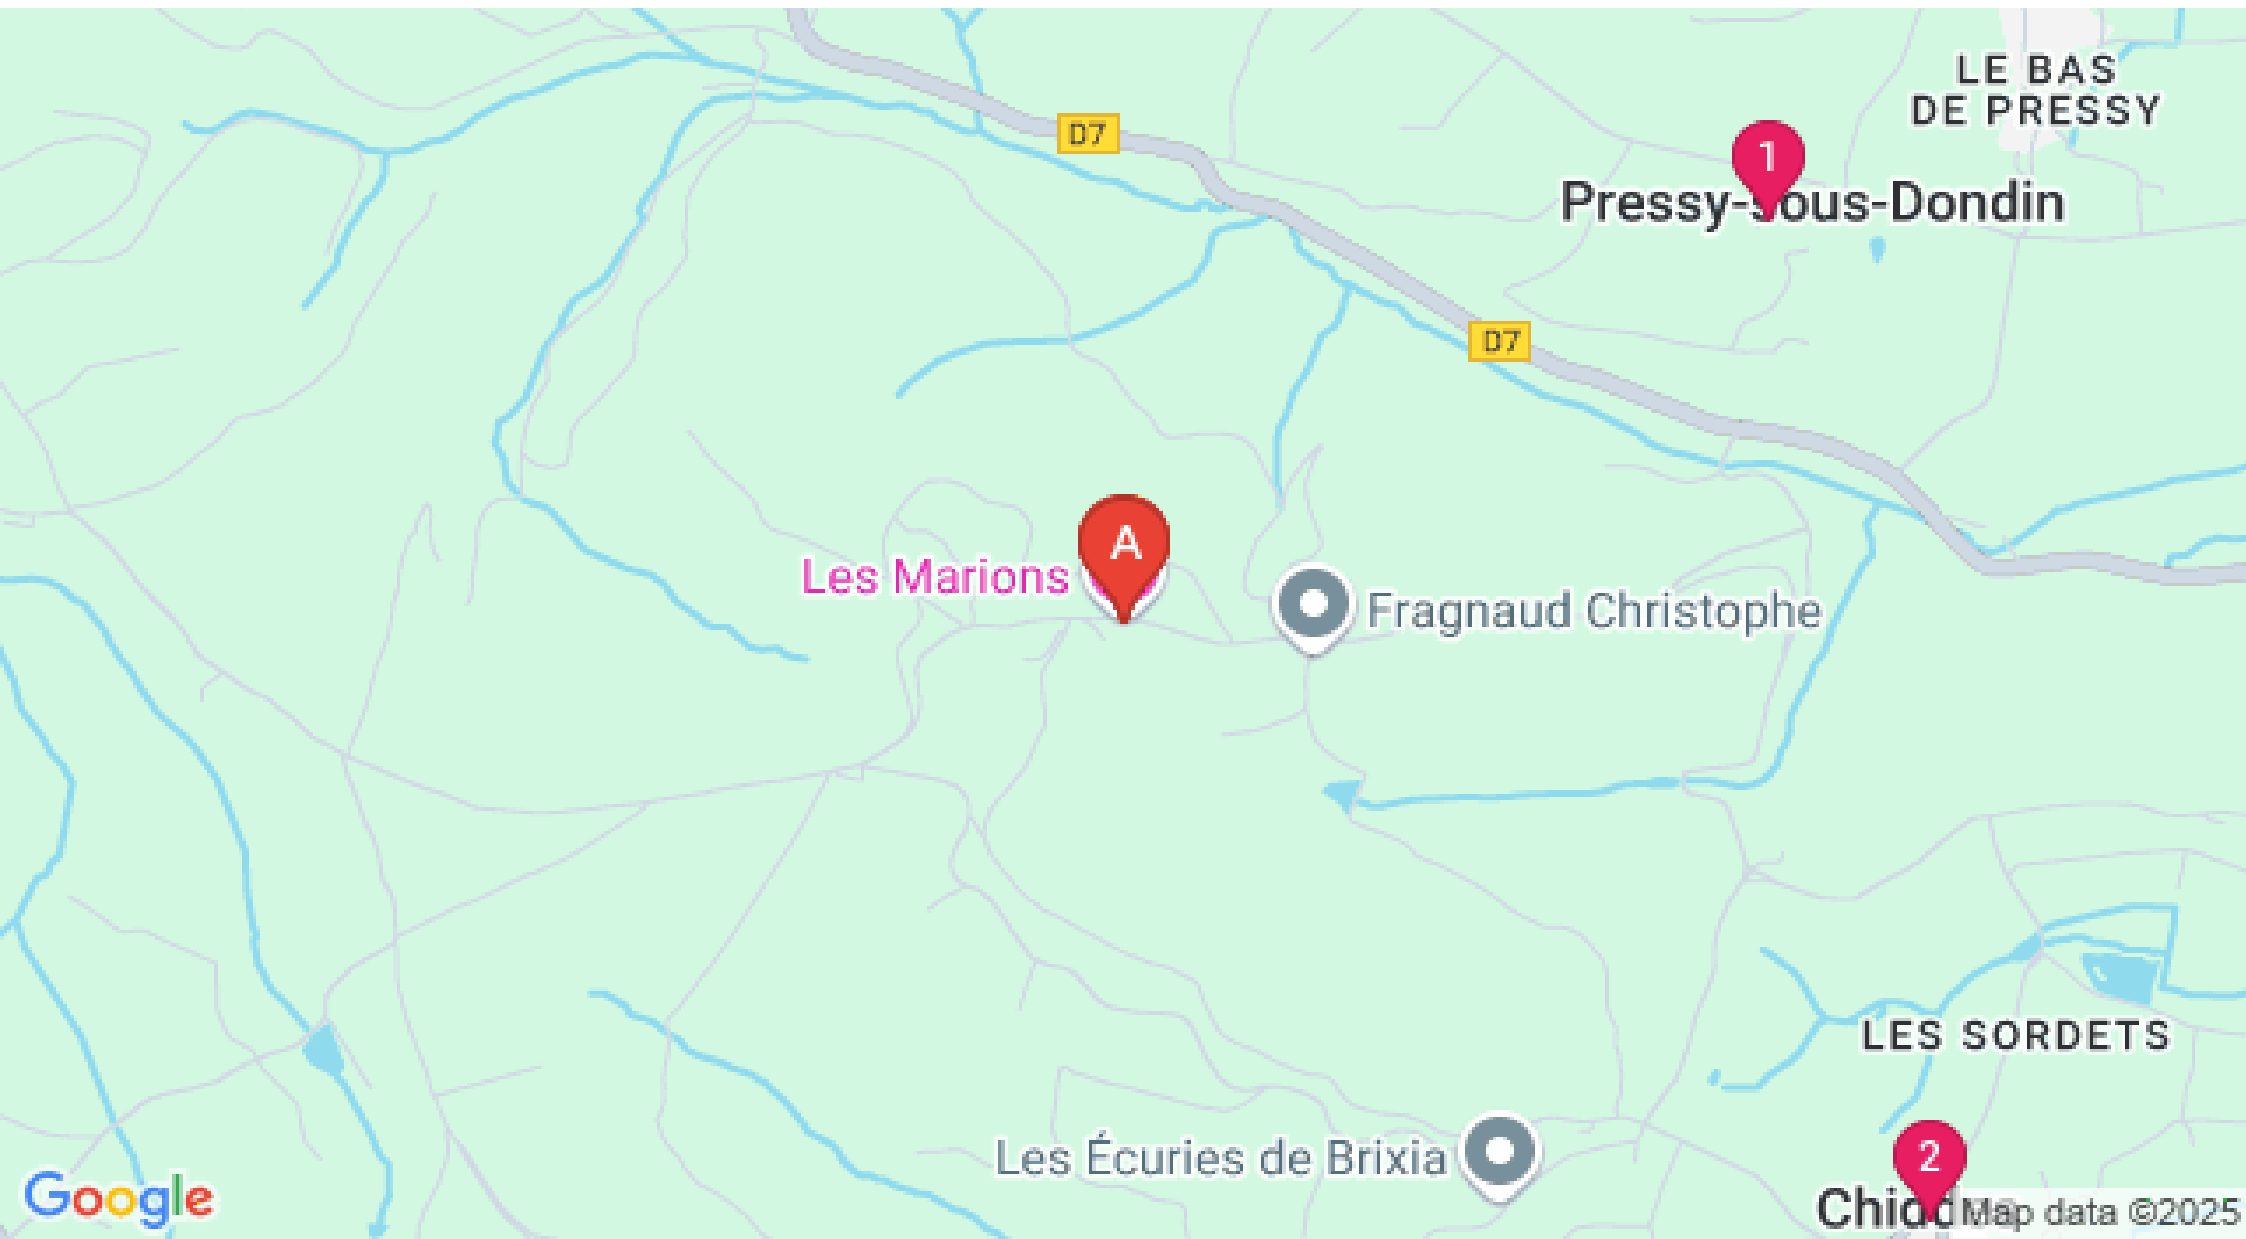 LE BAS
DE PRESSY
D7
1
Pressy-sous-Dondin
D7
A
Les Marions
Fragnaud Christophe
LES SORDETS
2
Les Écuries de Brixia
Google
Map data ©2025